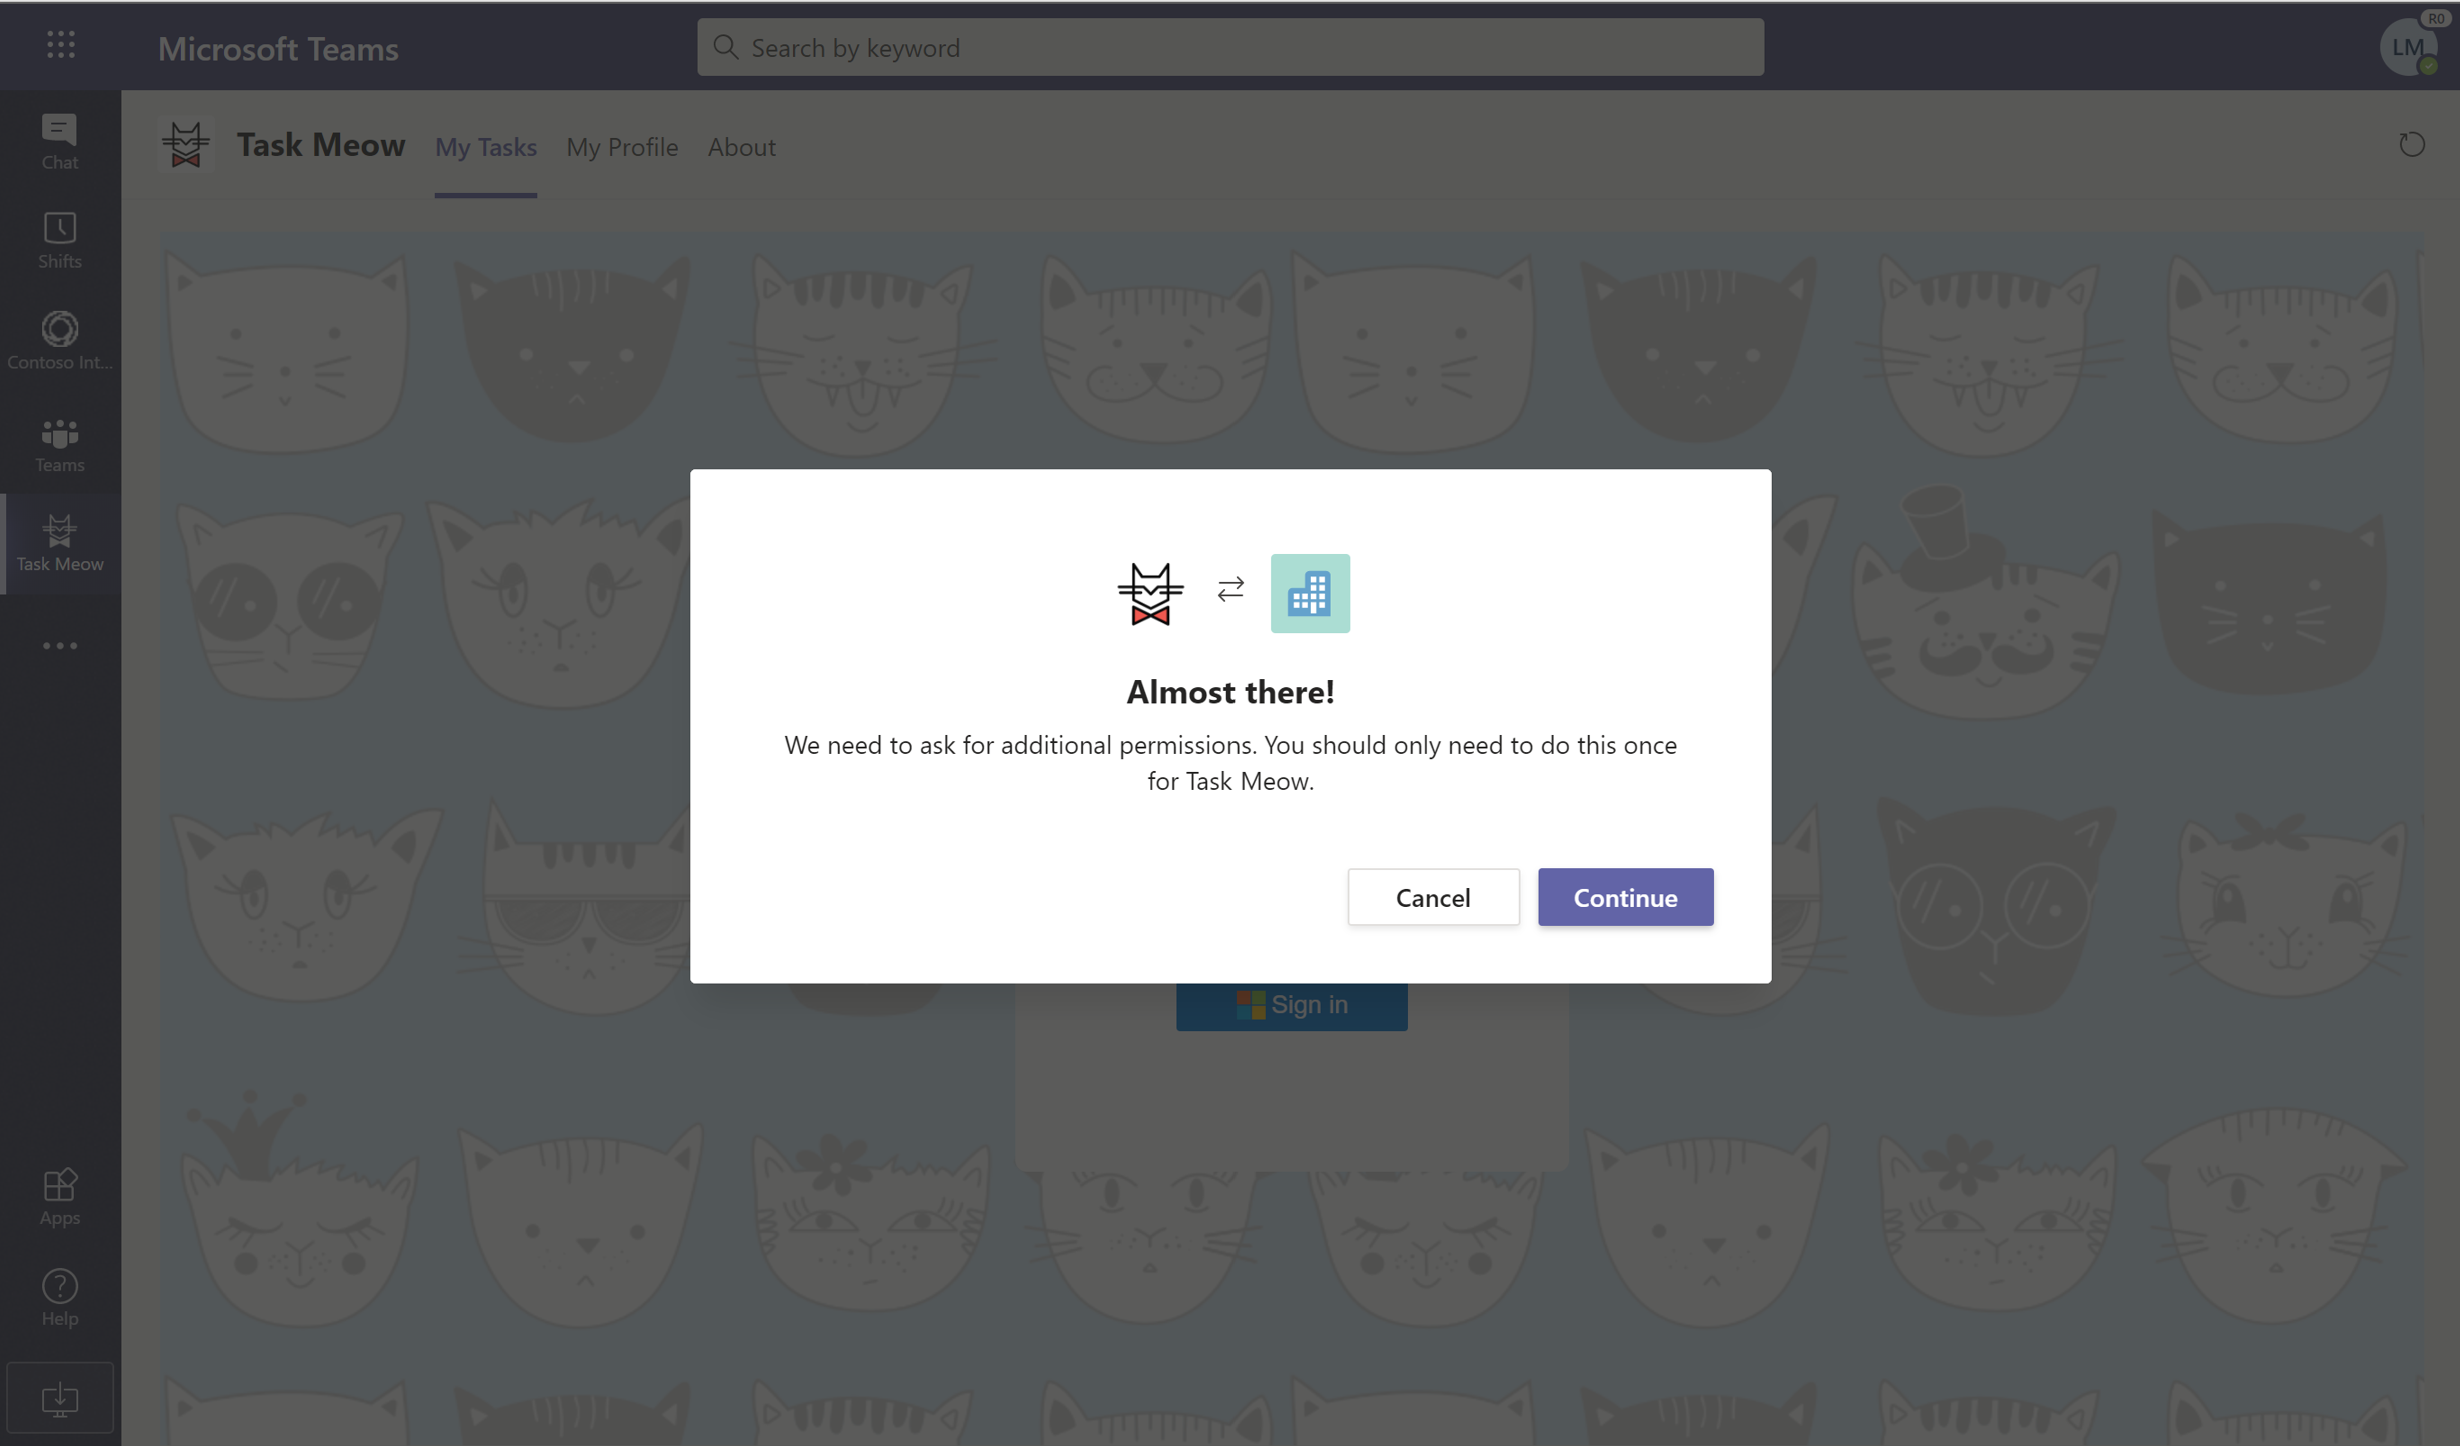 Microsoft Teams
Search by keyword
R0
LM
Chat
Shifts
Contoso Int...
Teams
Task Meow
Apps
Help
Task Meow
My Tasks
My Profile
About
Almost there!
We need to ask for additional permissions. You should only need to do this once
for Task Meow.
Cancel
Continue
Sign in